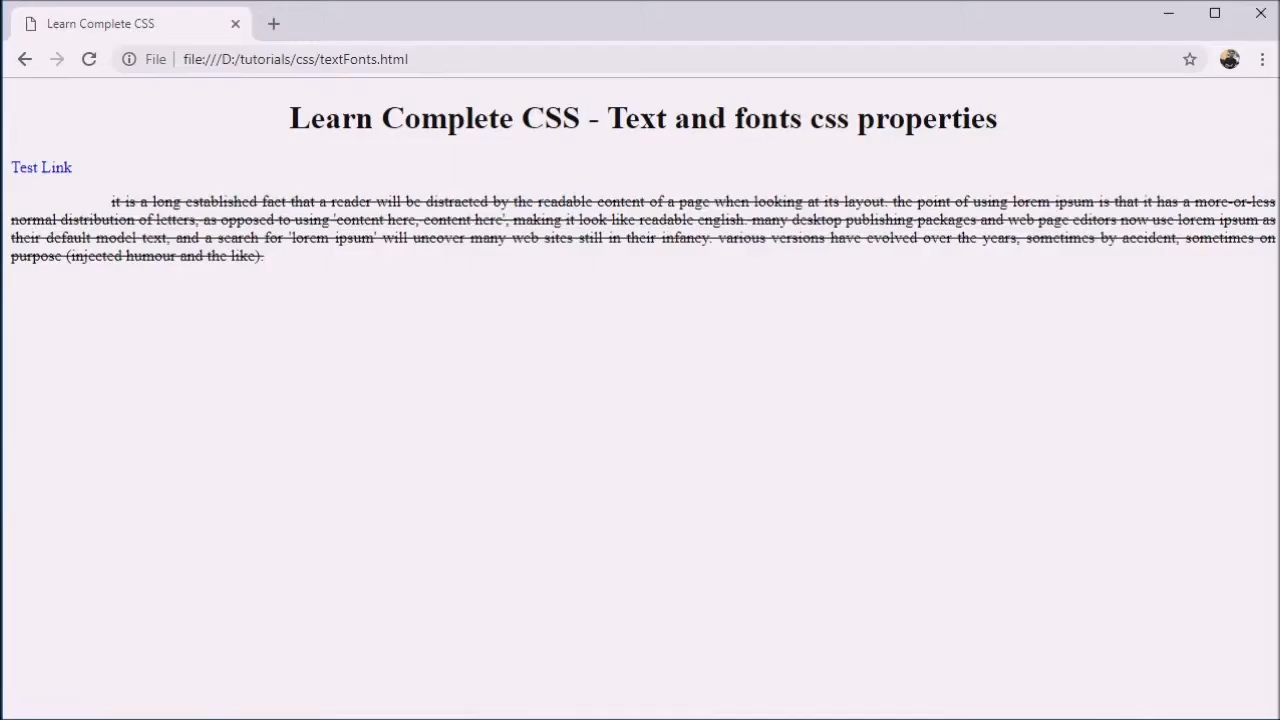 Learn Complete CSS
File
file:///D:/tutorials/css/textFonts.html
Learn Complete CSS - Text and fonts css properties
Test Link
it is a long established fact that a reader will be distracted by the readable content of a page when looking at its layout. the point of using lorem ipsum is that it has a more-or-less
normal distribution of letters, as opposed to using 'content here, content here', making it look like readable english. many desktop publishing packages and web page editors now use lorem ipsum as
their default model text, and a search for 'lorem ipsum' will uncover many web sites still in their infancy. various versions have evolved over the years, sometimes by accident, sometimes on
purpose (injected humour and the like).